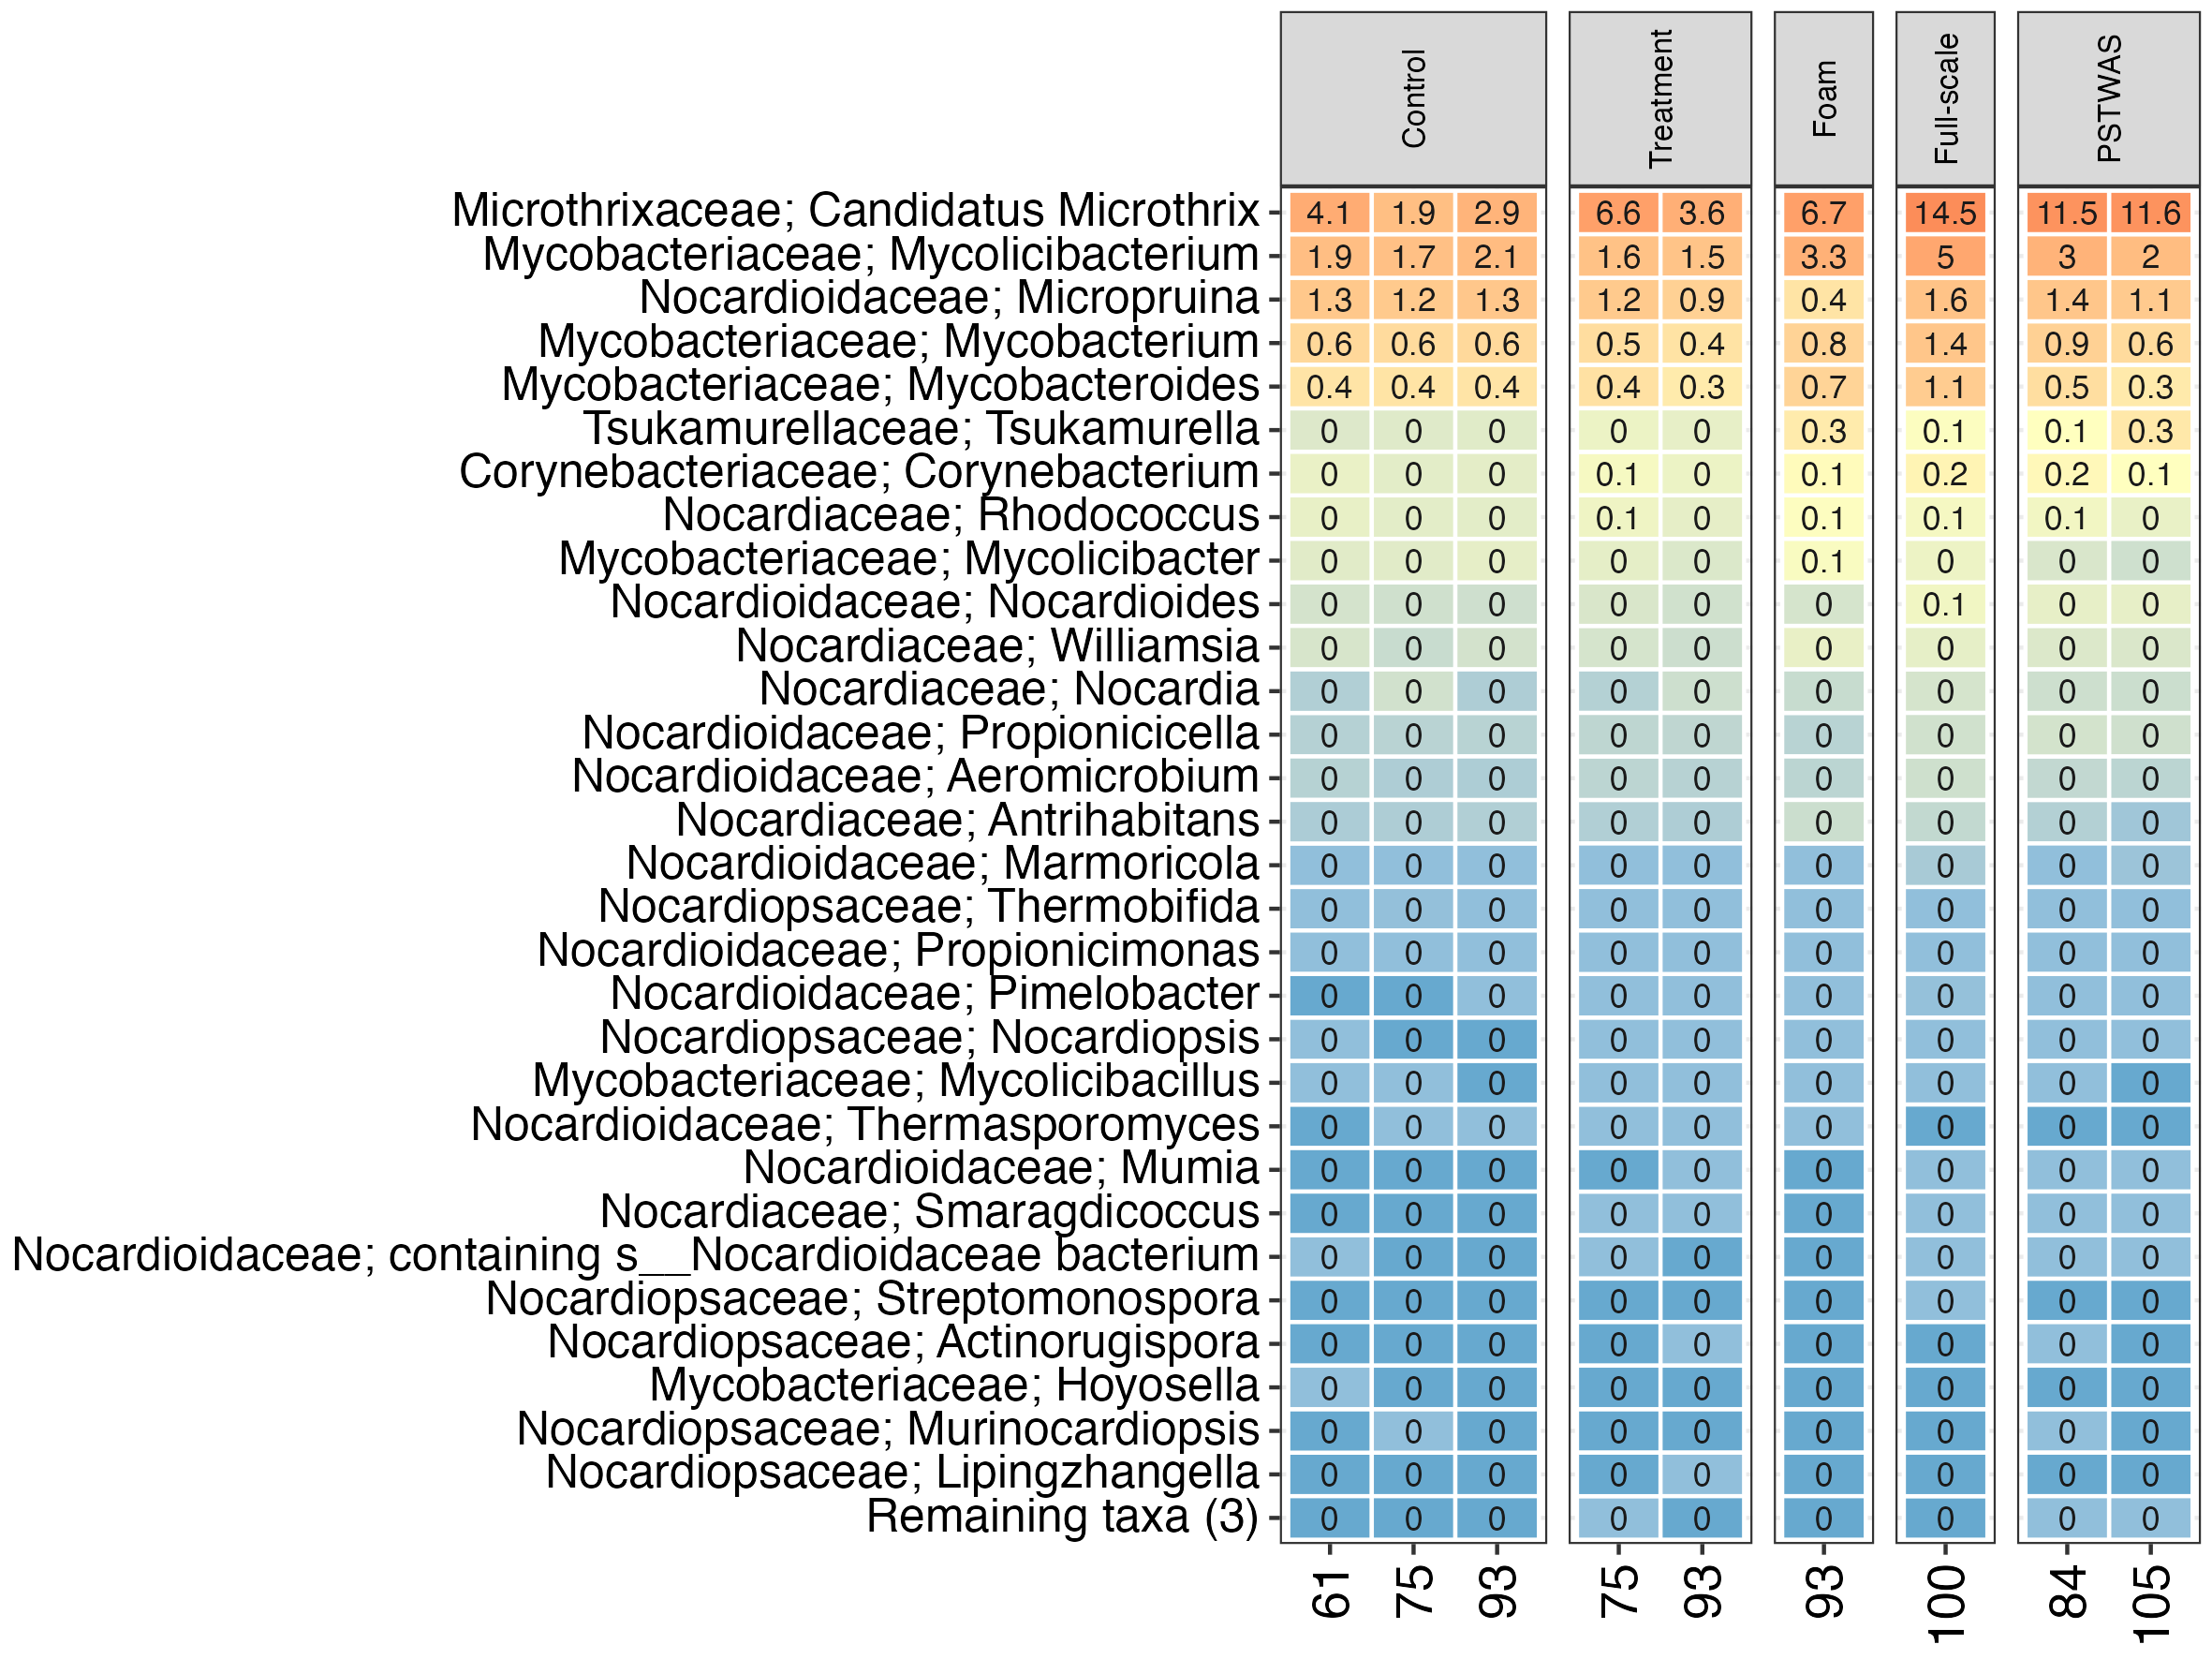 Control Treatment Foam Full-scale PSTWAS
Microthrixaceae; Candidatus Microthrix 4.1 1.9 2.9 6.6 3.6 6.7 14.5 11.5 11.6
Mycobacteriaceae; Mycolicibacterium 1.9 1.7 2.1 1.6 1.5 3.3 5 3 2
Nocardioidaceae; Micropruina 1.3 1.2 1.3 1.2 0.9 0.4 1.6 1.4 1.1
Mycobacteriaceae; Mycobacterium 0.6 0.6 0.6 0.5 0.4 0.8 1.4 0.9 0.6
Mycobacteriaceae; Mycobacteroides 0.4 0.4 0.4 0.4 0.3 0.7 1.1 0.5 0.3
Tsukamurellaceae; Tsukamurella 0 0 0 0 0 0.3 0.1 0.1 0.3
Corynebacteriaceae; Corynebacterium 0 0 0 0.1 0 0.1 0.2 0.2 0.1
Nocardiaceae; Rhodococcus 0 0 0 0.1 0 0.1 0.1 0.1 0
Mycobacteriaceae; Mycolicibacter 0 0 0 0 0 0.1 0 0 0
Nocardioidaceae; Nocardioides 0 0 0 0 0 0 0.1 0 0
Nocardiaceae; Williamsia 0 0 0 0 0 0 0 0 0
Nocardiaceae; Nocardia 0 0 0 0 0 0 0 0 0
Nocardioidaceae; Propionicicella 0 0 0 0 0 0 0 0 0
Nocardioidaceae; Aeromicrobium 0 0 0 0 0 0 0 0 0
Nocardiaceae; Antrihabitans 0 0 0 0 0 0 0 0 0
Nocardioidaceae; Marmoricola 0 0 0 0 0 0 0 0 0
Nocardiopsaceae; Thermobifida 0 0 0 0 0 0 0 0 0
Nocardioidaceae; Propionicimonas 0 0 0 0 0 0 0 0 0
Nocardioidaceae; Pimelobacter 0 0 0 0 0 0 0 0 0
Nocardiopsaceae; Nocardiopsis 0 0 0 0 0 0 0 0 0
Mycobacteriaceae; Mycolicibacillus 0 0 0 0 0 0 0 0 0
Nocardioidaceae; Thermasporomyces 0 0 0 0 0 0 0 0 0
Nocardioidaceae; Mumia 0 0 0 0 0 0 0 0 0
Nocardiaceae; Smaragdicoccus 0 0 0 0 0 0 0 0 0
Nocardioidaceae; containing s__Nocardioidaceae bacterium 0 0 0 0 0 0 0 0 0
Nocardiopsaceae; Streptomonospora 0 0 0 0 0 0 0 0 0
Nocardiopsaceae; Actinorugispora 0 0 0 0 0 0 0 0 0
Mycobacteriaceae; Hoyosella 0 0 0 0 0 0 0 0 0
Nocardiopsaceae; Murinocardiopsis 0 0 0 0 0 0 0 0 0
Nocardiopsaceae; Lipingzhangella 0 0 0 0 0 0 0 0 0
Remaining taxa (3) 0 0 0 0 0 0 0 0 0
61 75 93 75 93 93 100 84 105